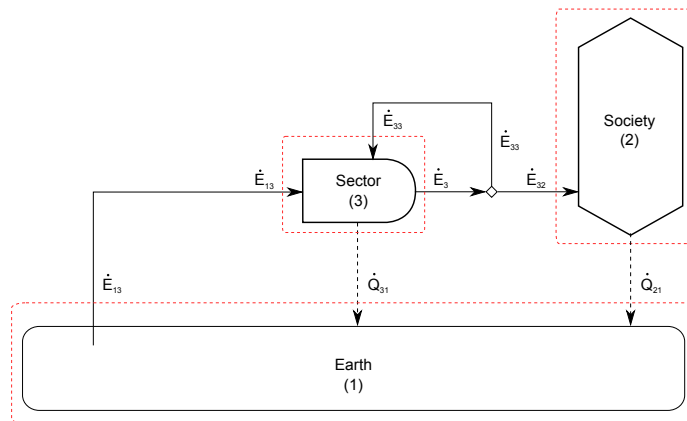 Society
(2)
Ė₃₃
Ė₃₃
Ė₁₃
Sector
(3)
Ė₃
Ė₃₂
Ė₁₃
Q̇₃₁
Q̇₂₁
Earth
(1)